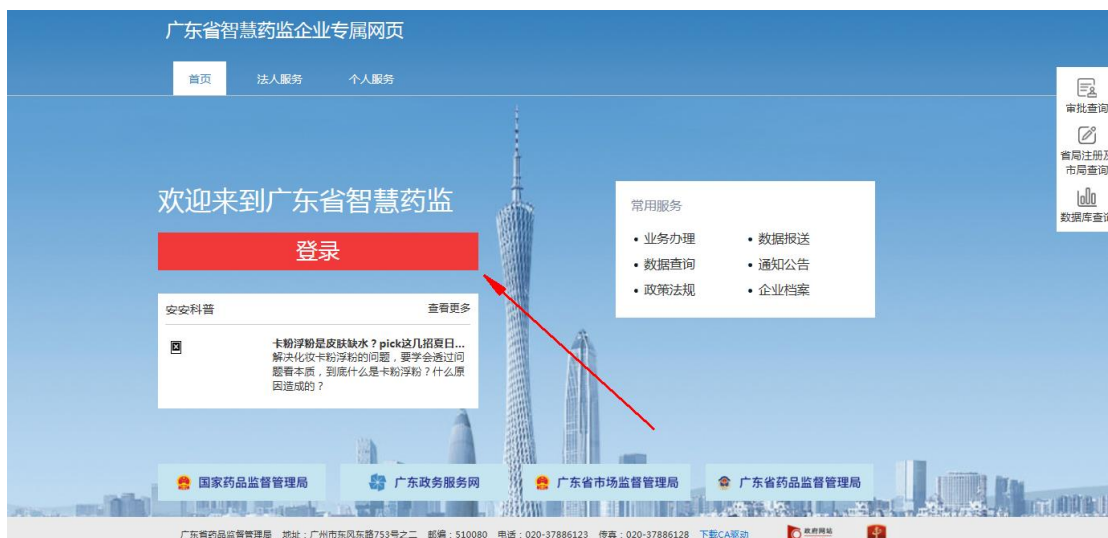 广东省智慧药监企业专属网页
首页 法人服务 个人服务
审批查询
省局注册及
市局查询
数据库查询
欢迎来到广东省智慧药监
登录
常用服务
• 业务办理 • 数据报送
• 数据查询 • 通知公告
• 政策法规 • 企业档案
安安科普 查看更多
卡粉浮粉是皮肤缺水？pick这几招夏日...
解决化妆卡粉浮粉的问题，要学会透过问
题看本质，到底什么是卡粉浮粉？什么原
因造成的？
国家药品监督管理局 广东政务服务网 广东省市场监督管理局 广东省药品监督管理局
广东省药品监督管理局 地址：广州市东风东路753号之二 邮编：510080 电话：020-37886123 传真：020-37886128 下载CA驱动 政府网站